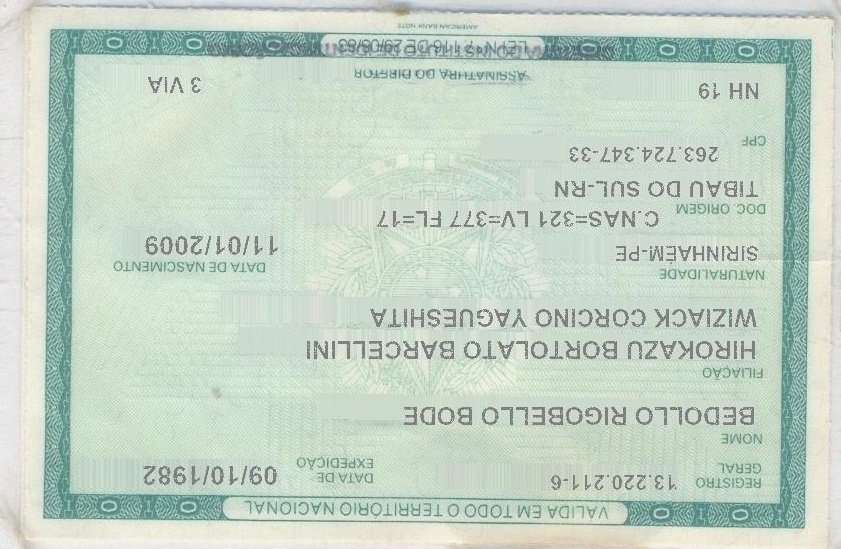 VALIDA EM TODO O TERRITÓRIO NACIONAL
REGISTRO GERAL 13.220.211-6 DATA DE EXPEDIÇÃO 09/10/1982
NOME
BEDOLLO RIGOBELLO BODE
FILIAÇÃO
HIROKAZU BORTOLATO BARCELLINI
WIZIACK CORCINO YAGUESHITA
NATURALIDADE DATA DE NASCIMENTO
SIRINHAÉM-PE 11/01/2009
DOC. ORIGEM C.NAS=321 LV=377 FL=17
TIBAU DO SUL-RN
CPF 263.724.347-33
NH 19 3 VIA
ASSINATURA DO DIRETOR
LEI Nº 7.116 DE 29/08/83
AMERICAN BANK NOTE